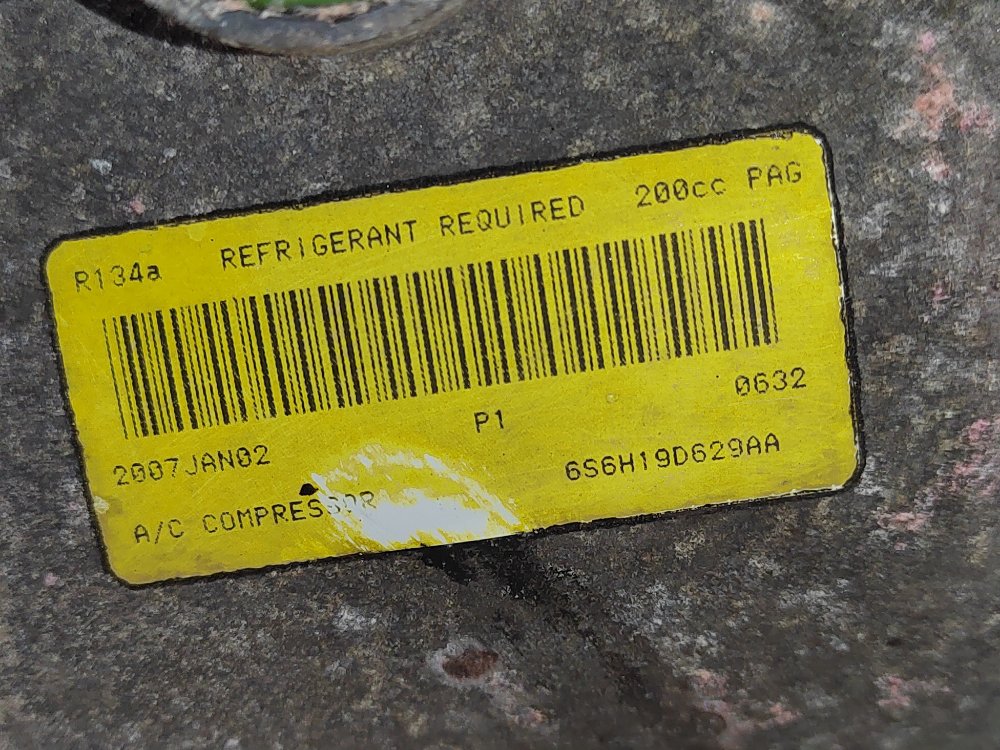 R134a REFRIGERANT REQUIRED 200cc PAG
P1 0632
2007JAN02 6S6H19D629AA
A/C COMPRESSOR